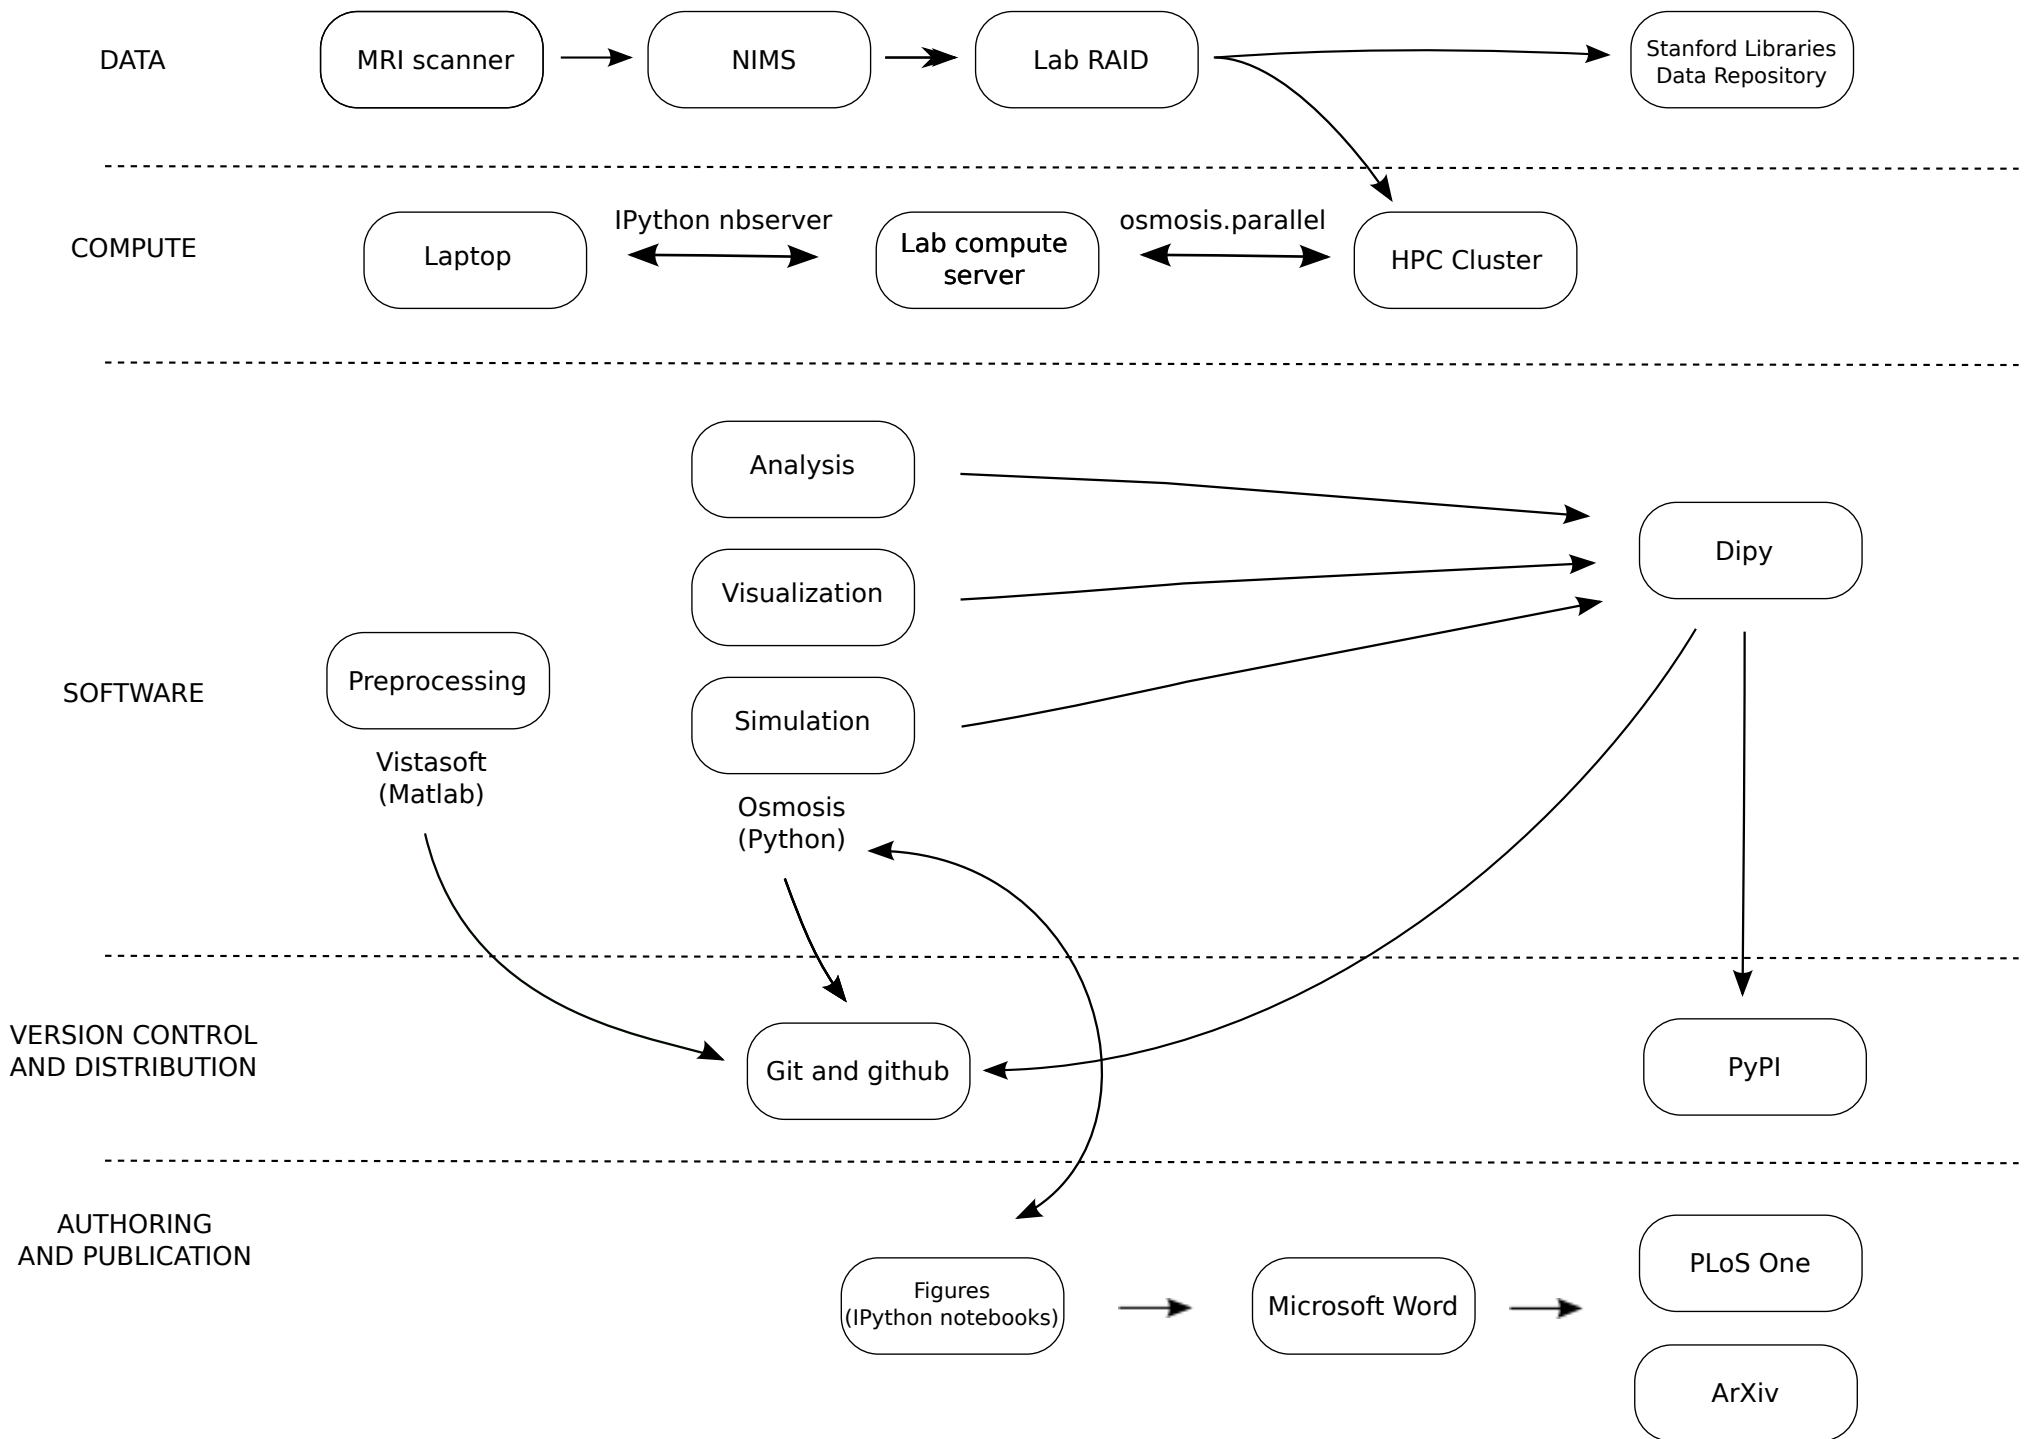 DATA
MRI scanner
NIMS
Lab RAID
Stanford Libraries
Data Repository
COMPUTE
Laptop
IPython nbserver
Lab compute
server
osmosis.parallel
HPC Cluster
SOFTWARE
Analysis
Visualization
Simulation
Dipy
Preprocessing
Vistasoft
(Matlab)
Osmosis
(Python)
VERSION CONTROL
AND DISTRIBUTION
Git and github
PyPI
AUTHORING
AND PUBLICATION
Figures
(IPython notebooks)
Microsoft Word
PLoS One
ArXiv